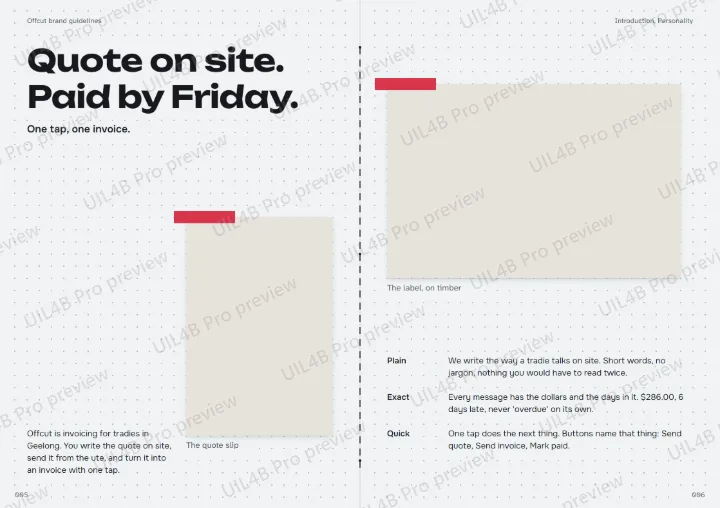 Offcut brand guidelines
Introduction, Personality
Quote on site.
Paid by Friday.
One tap, one invoice.
The label, on timber
Plain
We write the way a tradie talks on site. Short words, no
jargon, nothing you would have to read twice.
Exact
Every message has the dollars and the days in it. $286.00, 6
days late, never 'overdue' on its own.
Quick
One tap does the next thing. Buttons name that thing: Send
quote, Send invoice, Mark paid.
Offcut is invoicing for tradies in
Geelong. You write the quote on site,
send it from the ute, and turn it into
an invoice with one tap.
The quote slip
005
006
UIL4B Pro preview